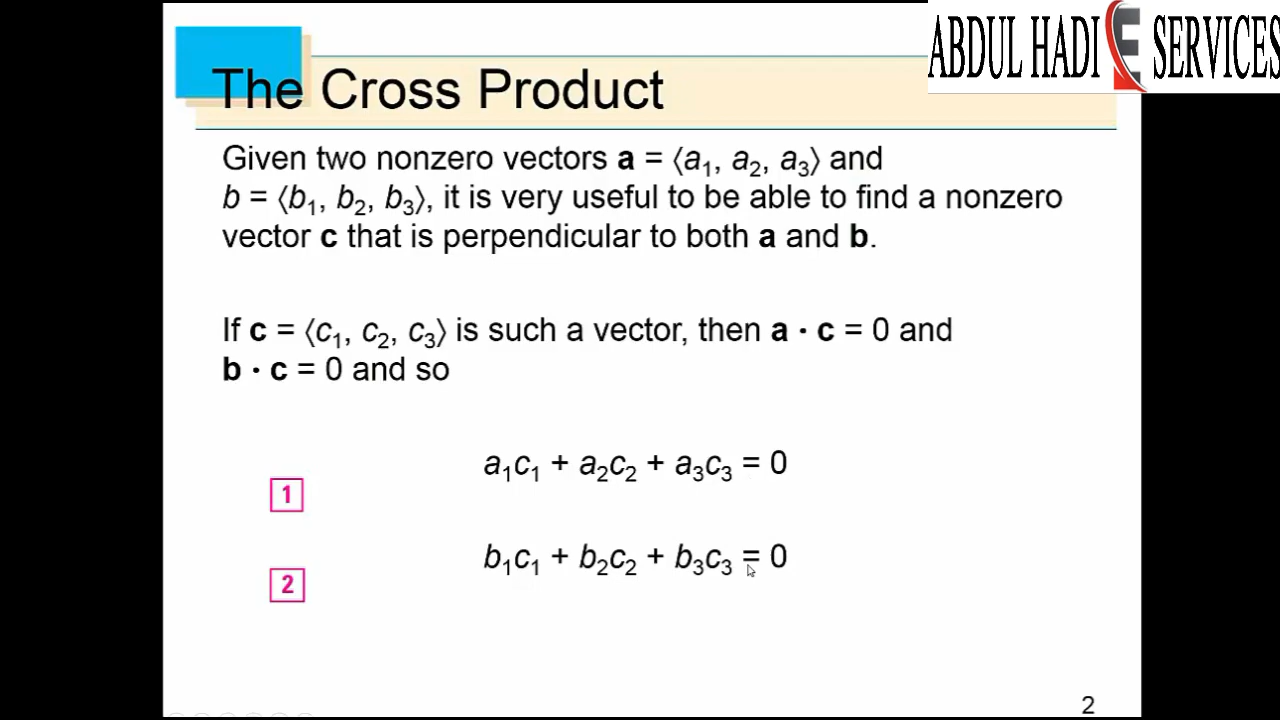 ABDUL HADI E SERVICES
The Cross Product
Given two nonzero vectors a = ⟨a₁, a₂, a₃⟩ and
b = ⟨b₁, b₂, b₃⟩, it is very useful to be able to find a nonzero
vector c that is perpendicular to both a and b.
If c = ⟨c₁, c₂, c₃⟩ is such a vector, then a · c = 0 and
b · c = 0 and so
a₁c₁ + a₂c₂ + a₃c₃ = 0
1
b₁c₁ + b₂c₂ + b₃c₃ = 0
2
2